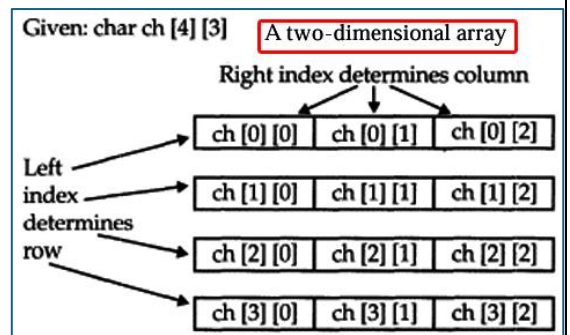 Given: char ch [4] [3]
A two-dimensional array
Right index determines column
ch [0] [0] ch [0] [1] ch [0] [2]
Left
index
determines
row
ch [1] [0] ch [1] [1] ch [1] [2]
ch [2] [0] ch [2] [1] ch [2] [2]
ch [3] [0] ch [3] [1] ch [3] [2]